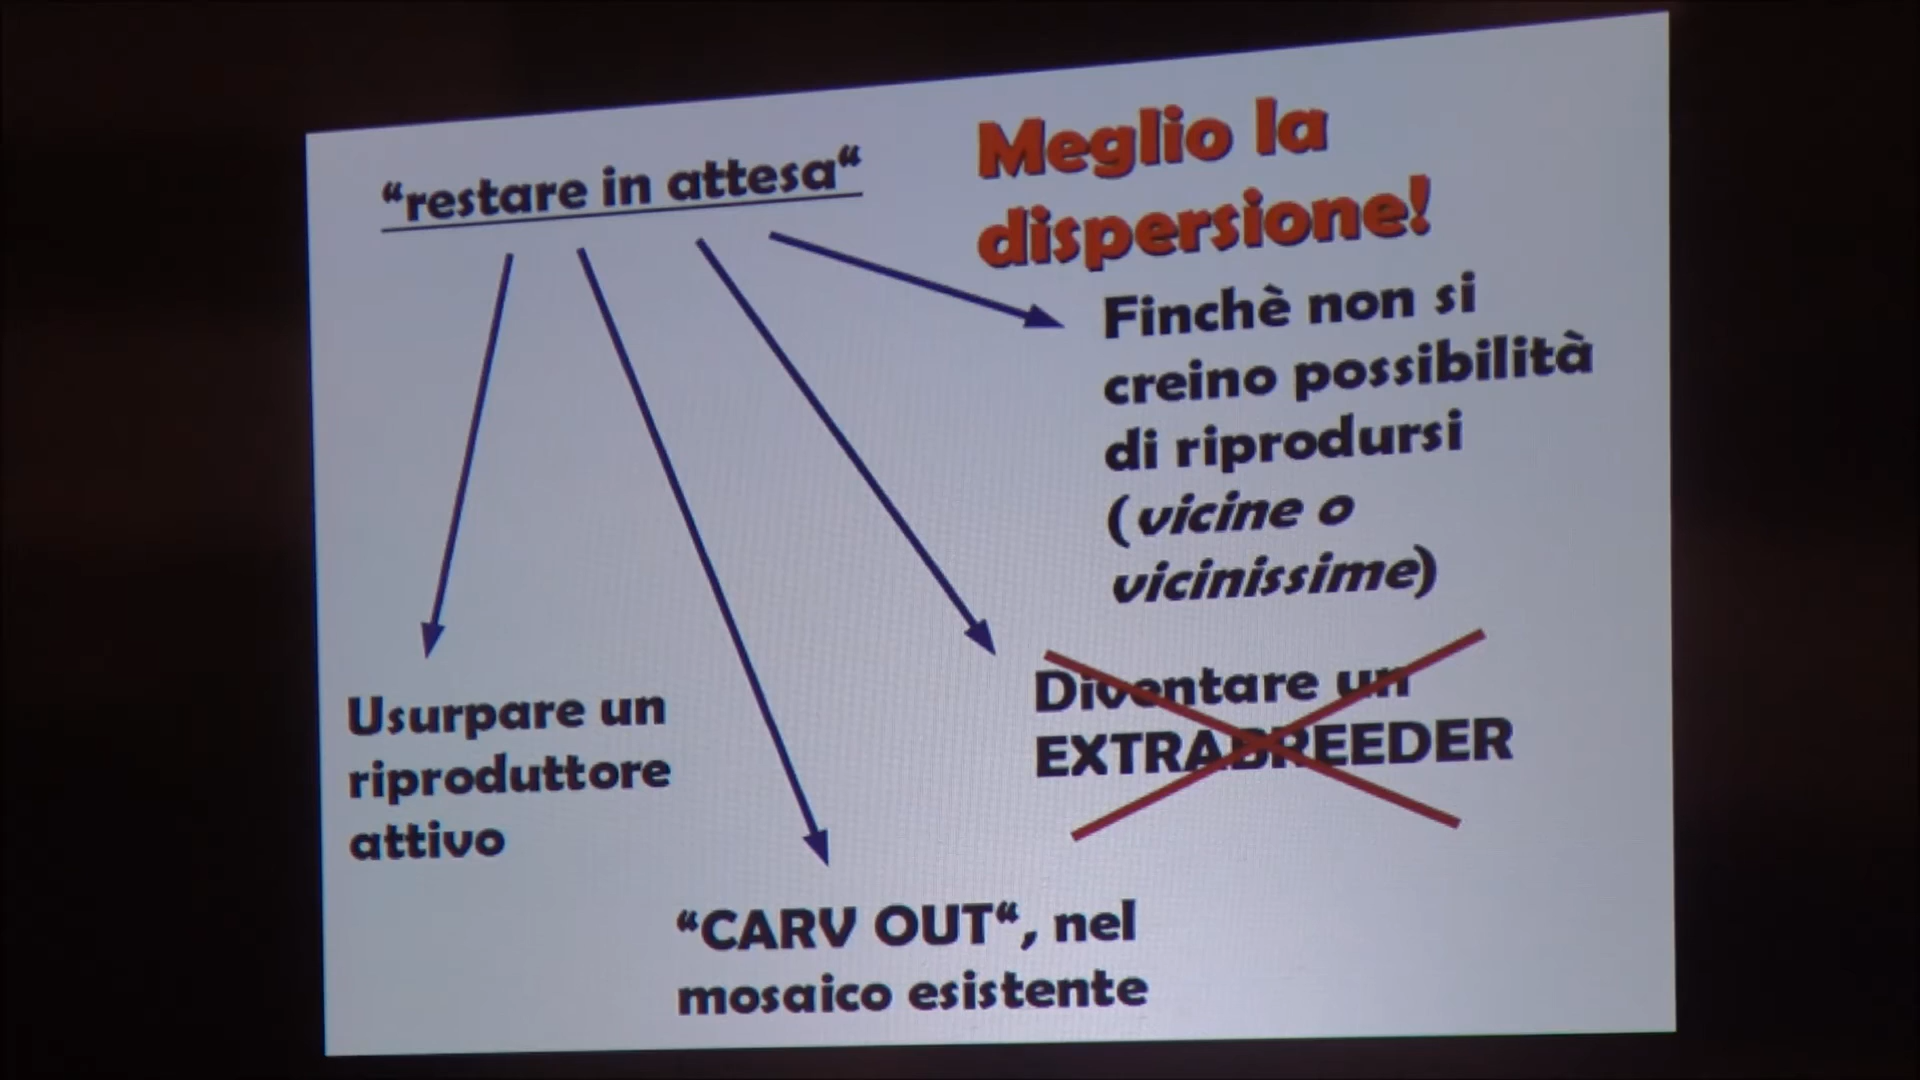 “restare in attesa“
Meglio la
dispersione!
Finchè non si
creino possibilità
di riprodursi
(vicine o
vicinissime)
Diventare un
EXTRABREEDER
Usurpare un
riproduttore
attivo
“CARV OUT“, nel
mosaico esistente